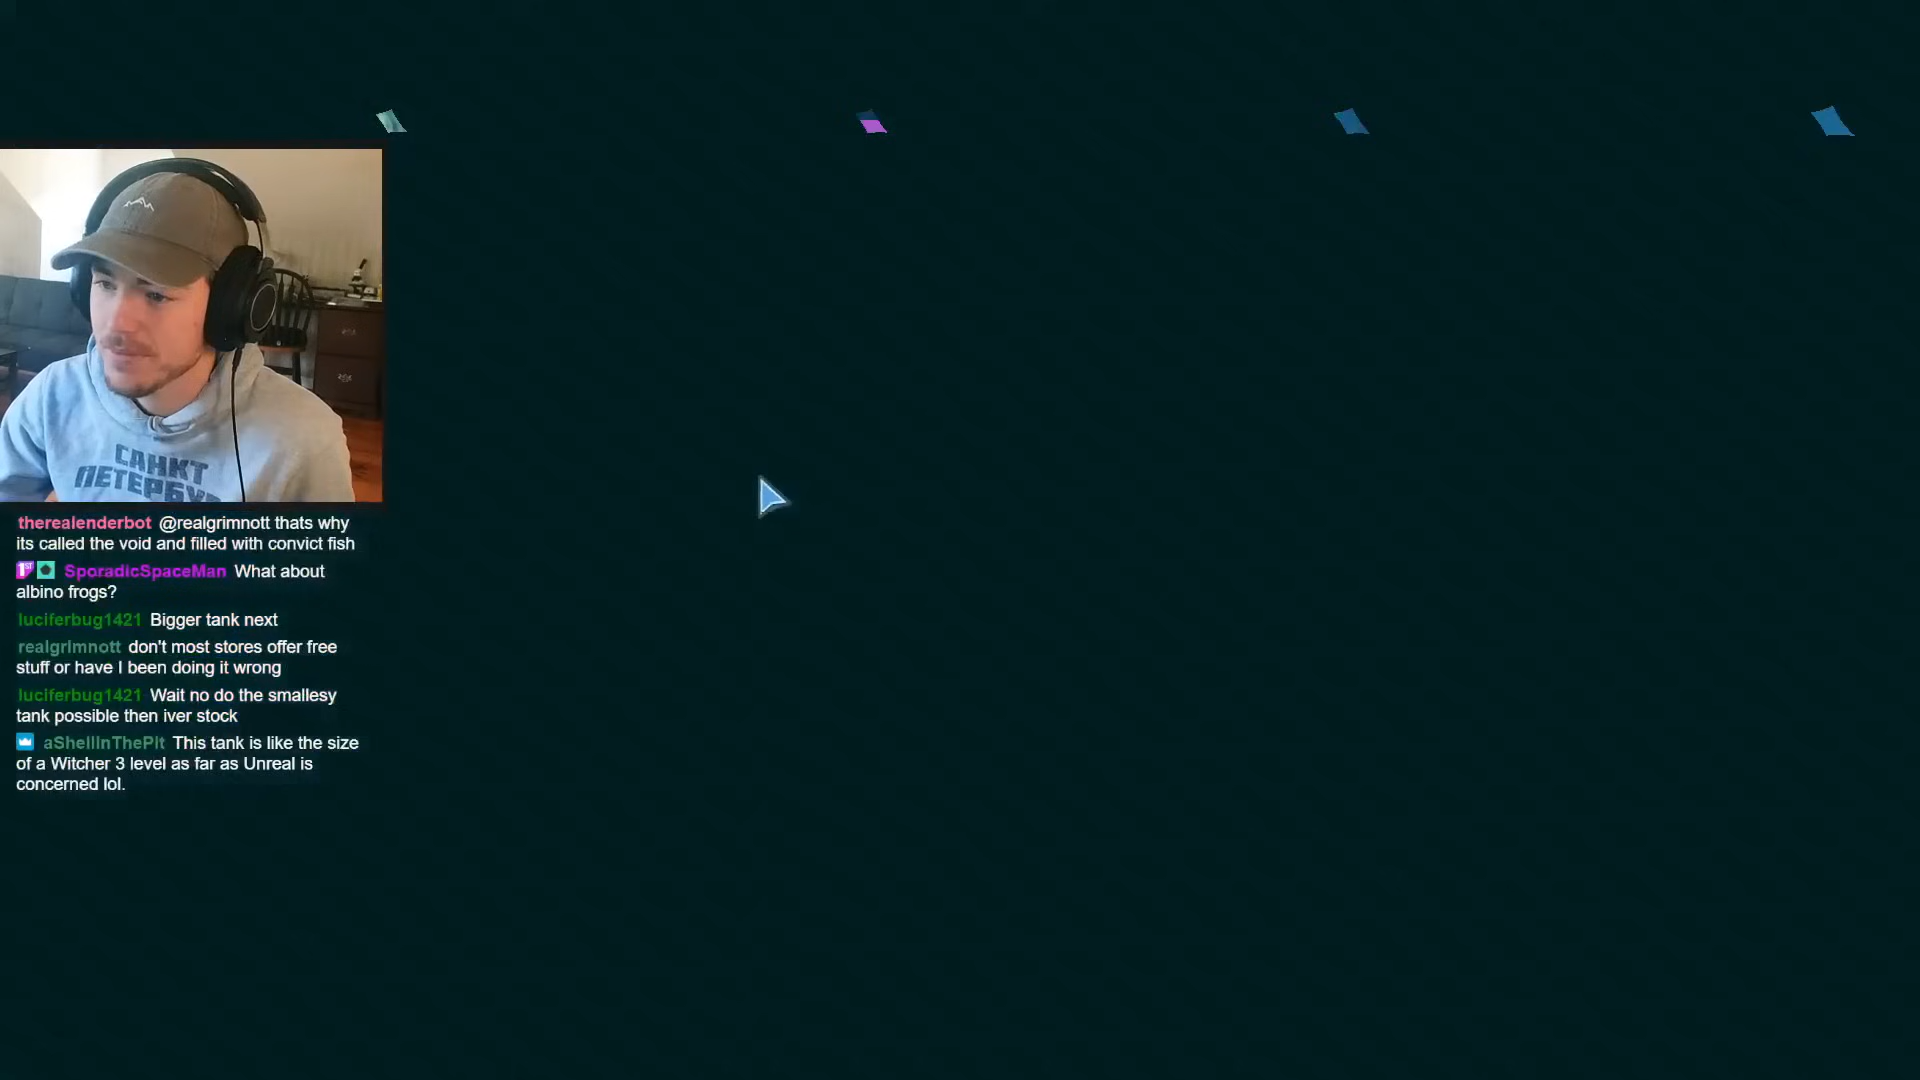 САНКТ
ПЕТЕРБУР
therealenderbot @realgrimnott thats why
its called the void and filled with convict fish
1ST SporadicSpaceMan What about
albino frogs?
luciferbug1421 Bigger tank next
realgrimnott don't most stores offer free
stuff or have I been doing it wrong
luciferbug1421 Wait no do the smallesy
tank possible then iver stock
aShellInThePit This tank is like the size
of a Witcher 3 level as far as Unreal is
concerned lol.